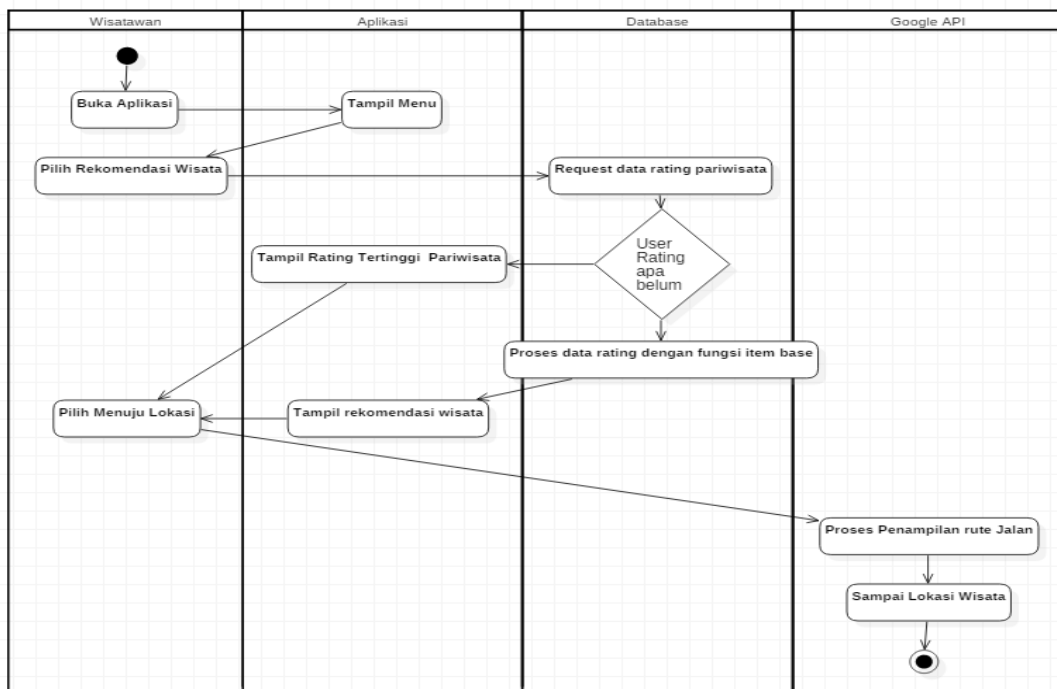 Wisatawan
Aplikasi
Database
Google API
Buka Aplikasi
Tampil Menu
Pilih Rekomendasi Wisata
Request data rating pariwisata
User
Rating
apa
belum
Tampil Rating Tertinggi Pariwisata
Proses data rating dengan fungsi item base
Pilih Menuju Lokasi
Tampil rekomendasi wisata
Proses Penampilan rute Jalan
Sampai Lokasi Wisata